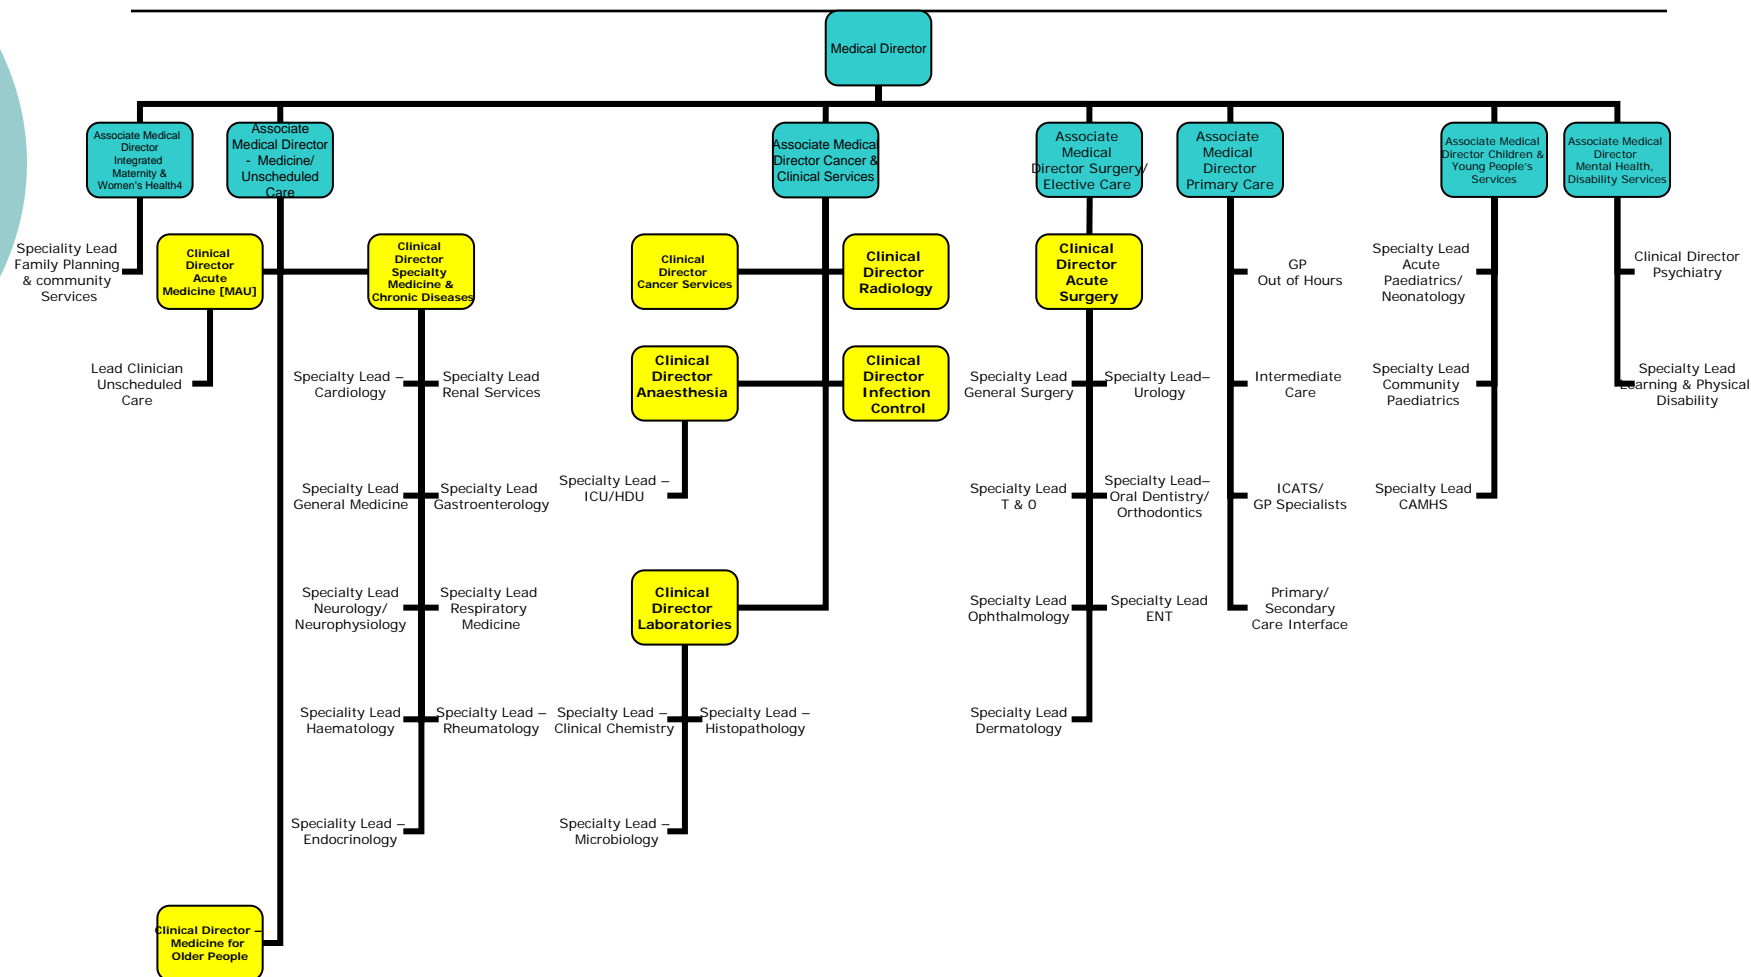 Medical Director
Associate Medical
Director
Integrated
Maternity &
Women's Health4
Associate
Medical Director
- Medicine/
Unscheduled
Care
Associate Medical
Director Cancer &
Clinical Services
Associate
Medical
Director Surgery/
Elective Care
Associate
Medical
Director
Primary Care
Associate Medical
Director Children &
Young People's
Services
Associate Medical
Director
Mental Health,
Disability Services
Speciality Lead
Family Planning
& community
Services
Clinical
Director
Acute
Medicine [MAU]
Clinical
Director
Specialty
Medicine &
Chronic Diseases
Clinical
Director
Cancer Services
Clinical
Director
Radiology
Clinical
Director
Acute
Surgery
GP
Out of Hours
Specialty Lead
Acute
Paediatrics/
Neonatology
Clinical Director
Psychiatry
Lead Clinician
Unscheduled
Care
Specialty Lead –
Cardiology
Specialty Lead
Renal Services
Clinical
Director
Anaesthesia
Clinical
Director
Infection
Control
Specialty Lead
General Surgery
Specialty Lead–
Urology
Intermediate
Care
Specialty Lead
Community
Paediatrics
Specialty Lead
Learning & Physical
Disability
Specialty Lead
General Medicine
Specialty Lead
Gastroenterology
Specialty Lead –
ICU/HDU
Specialty Lead
T & 0
Specialty Lead–
Oral Dentistry/
Orthodontics
ICATS/
GP Specialists
Specialty Lead
CAMHS
Specialty Lead
Neurology/
Neurophysiology
Specialty Lead
Respiratory
Medicine
Clinical
Director
Laboratories
Specialty Lead
Ophthalmology
Specialty Lead
ENT
Primary/
Secondary
Care Interface
Speciality Lead
Haematology
Specialty Lead –
Rheumatology
Specialty Lead –
Clinical Chemistry
Specialty Lead –
Histopathology
Specialty Lead
Dermatology
Speciality Lead –
Endocrinology
Specialty Lead –
Microbiology
Clinical Director –
Medicine for
Older People